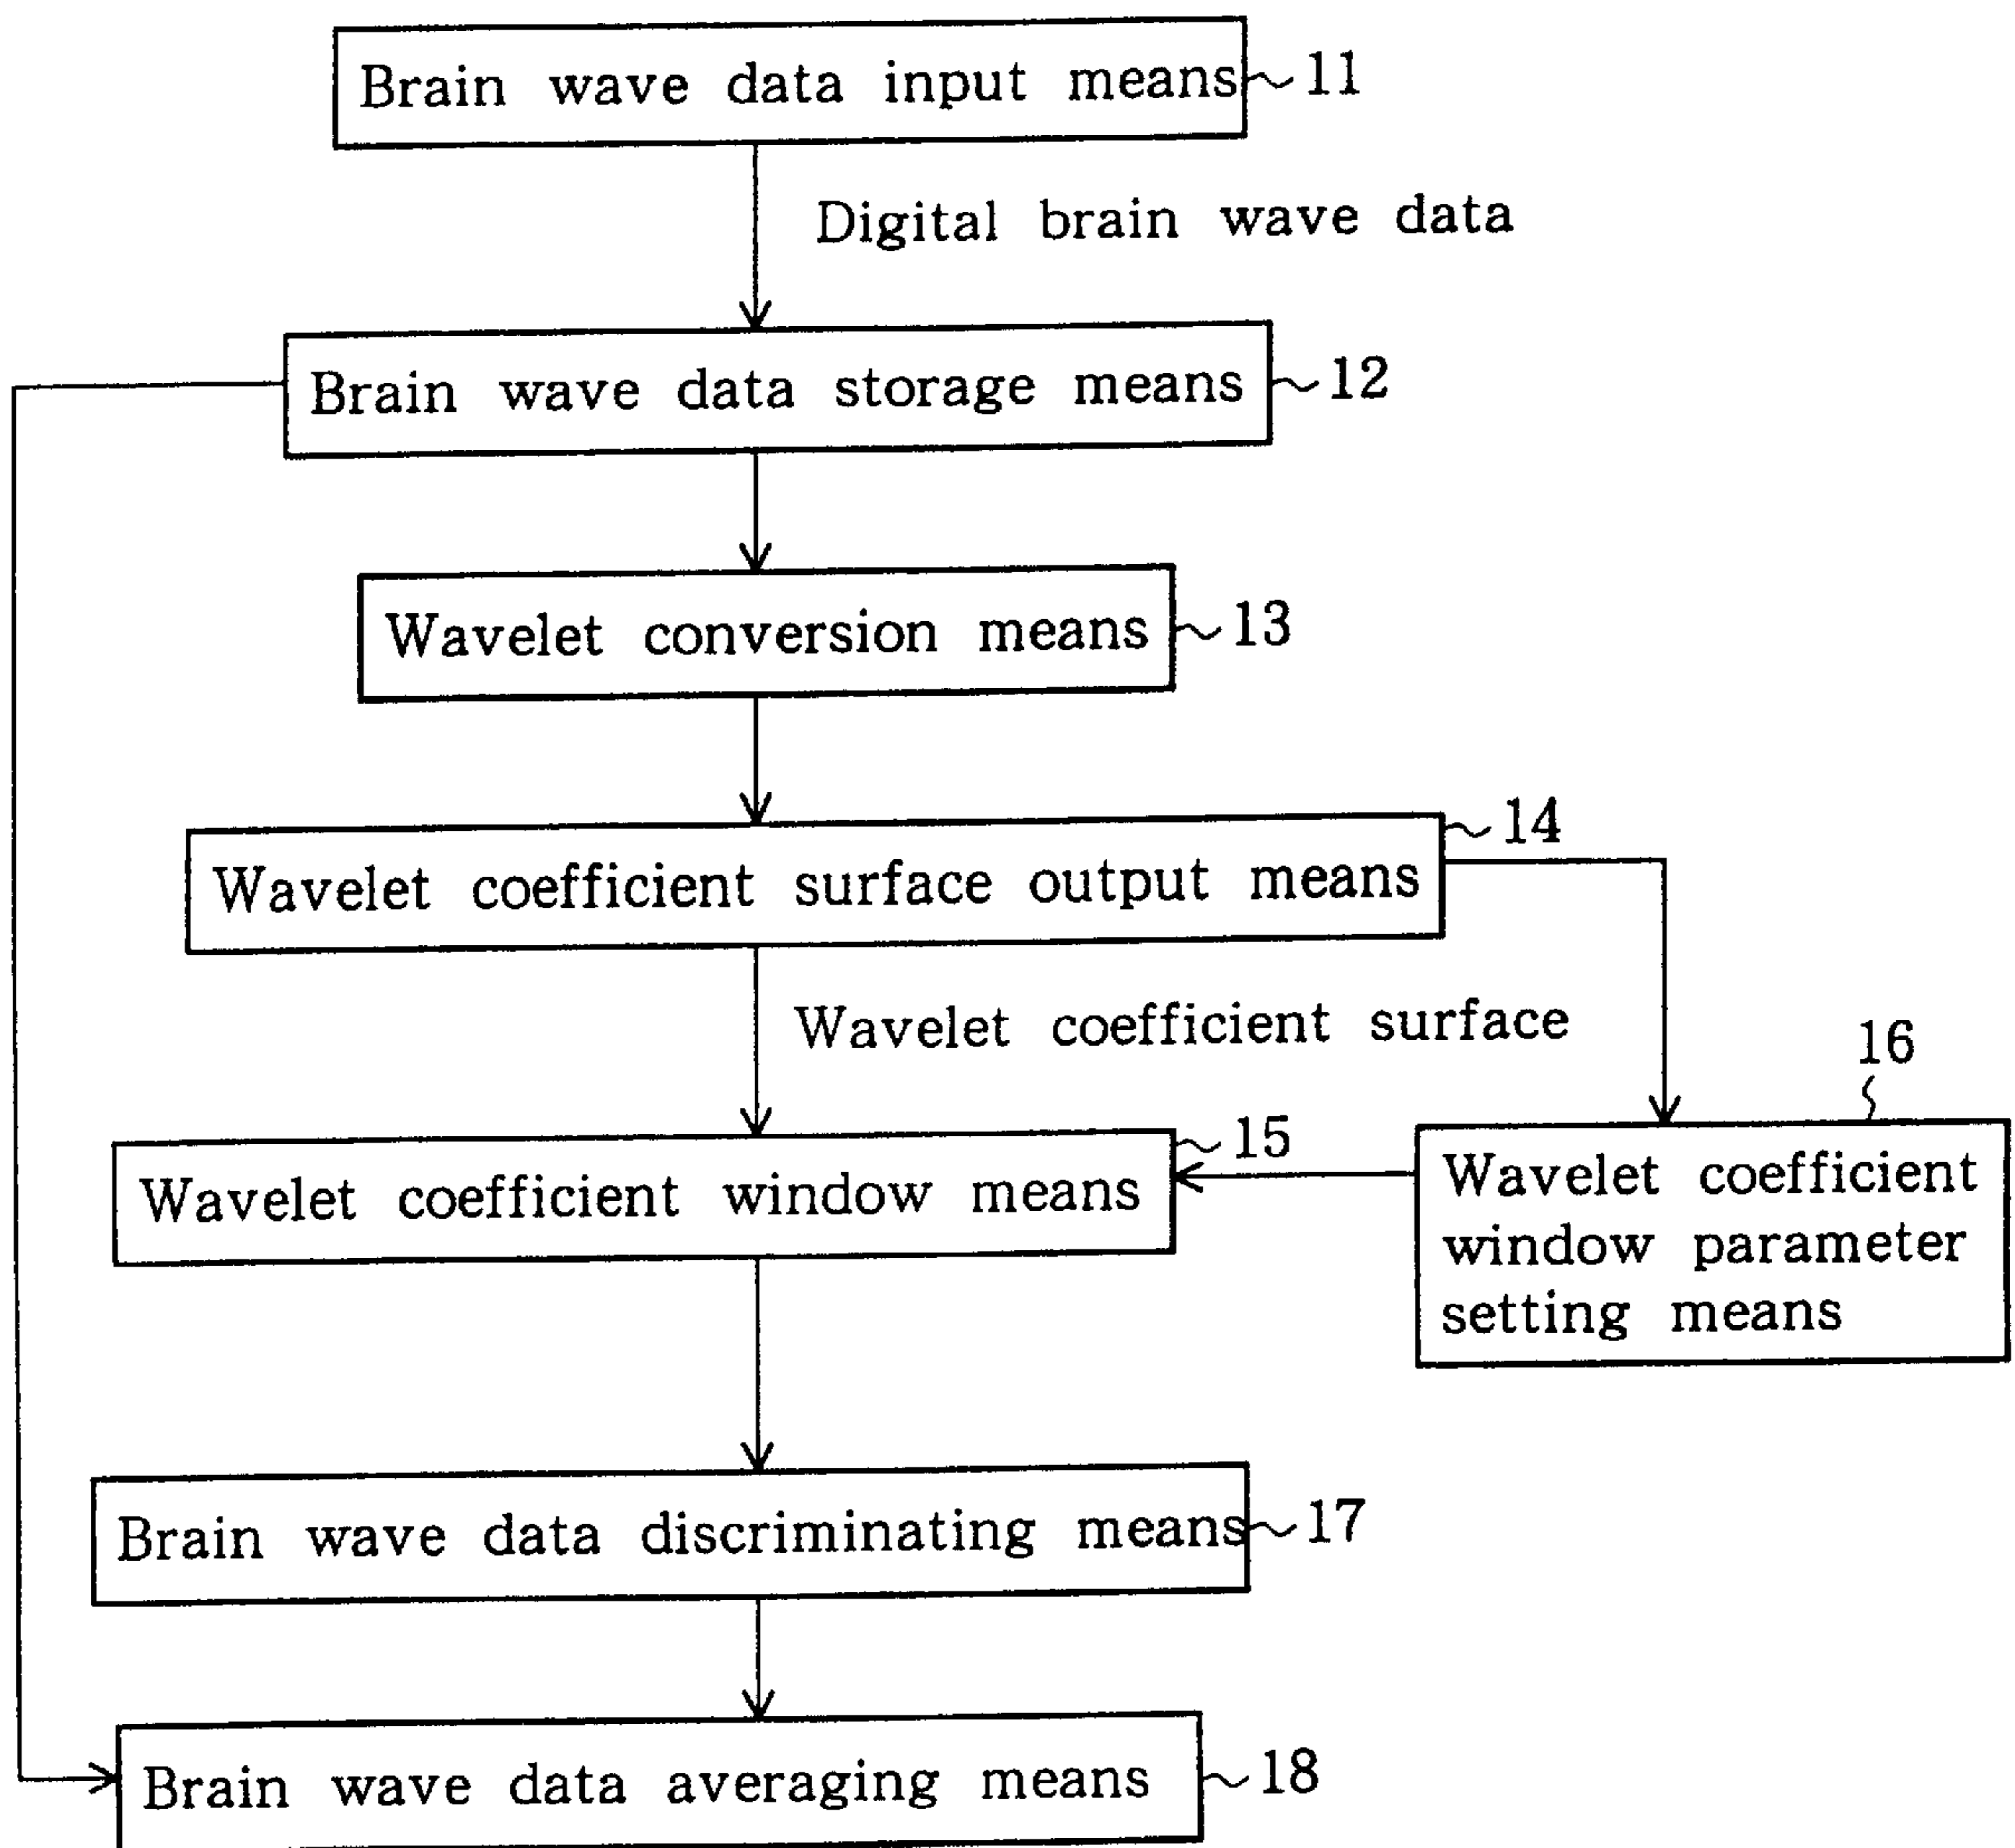 Brain wave data input means 11
Digital brain wave data
Brain wave data storage means 12
Wavelet conversion means 13
14
Wavelet coefficient surface output means
Wavelet coefficient surface
16
15
Wavelet coefficient window means
Wavelet coefficient
window parameter
setting means
Brain wave data discriminating means 17
Brain wave data averaging means 18